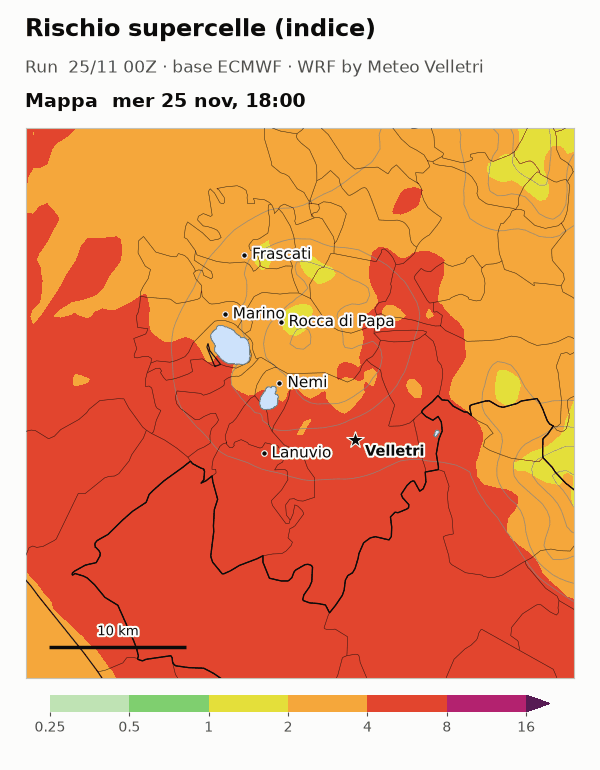 Rischio supercelle (indice)
Run  25/11 00Z · base ECMWF · WRF by Meteo Velletri
Mappa  mer 25 nov, 18:00
Frascati
Marino
Rocca di Papa
Nemi
Velletri
Lanuvio
10 km
0.25 0.5 1 2 4 8 16